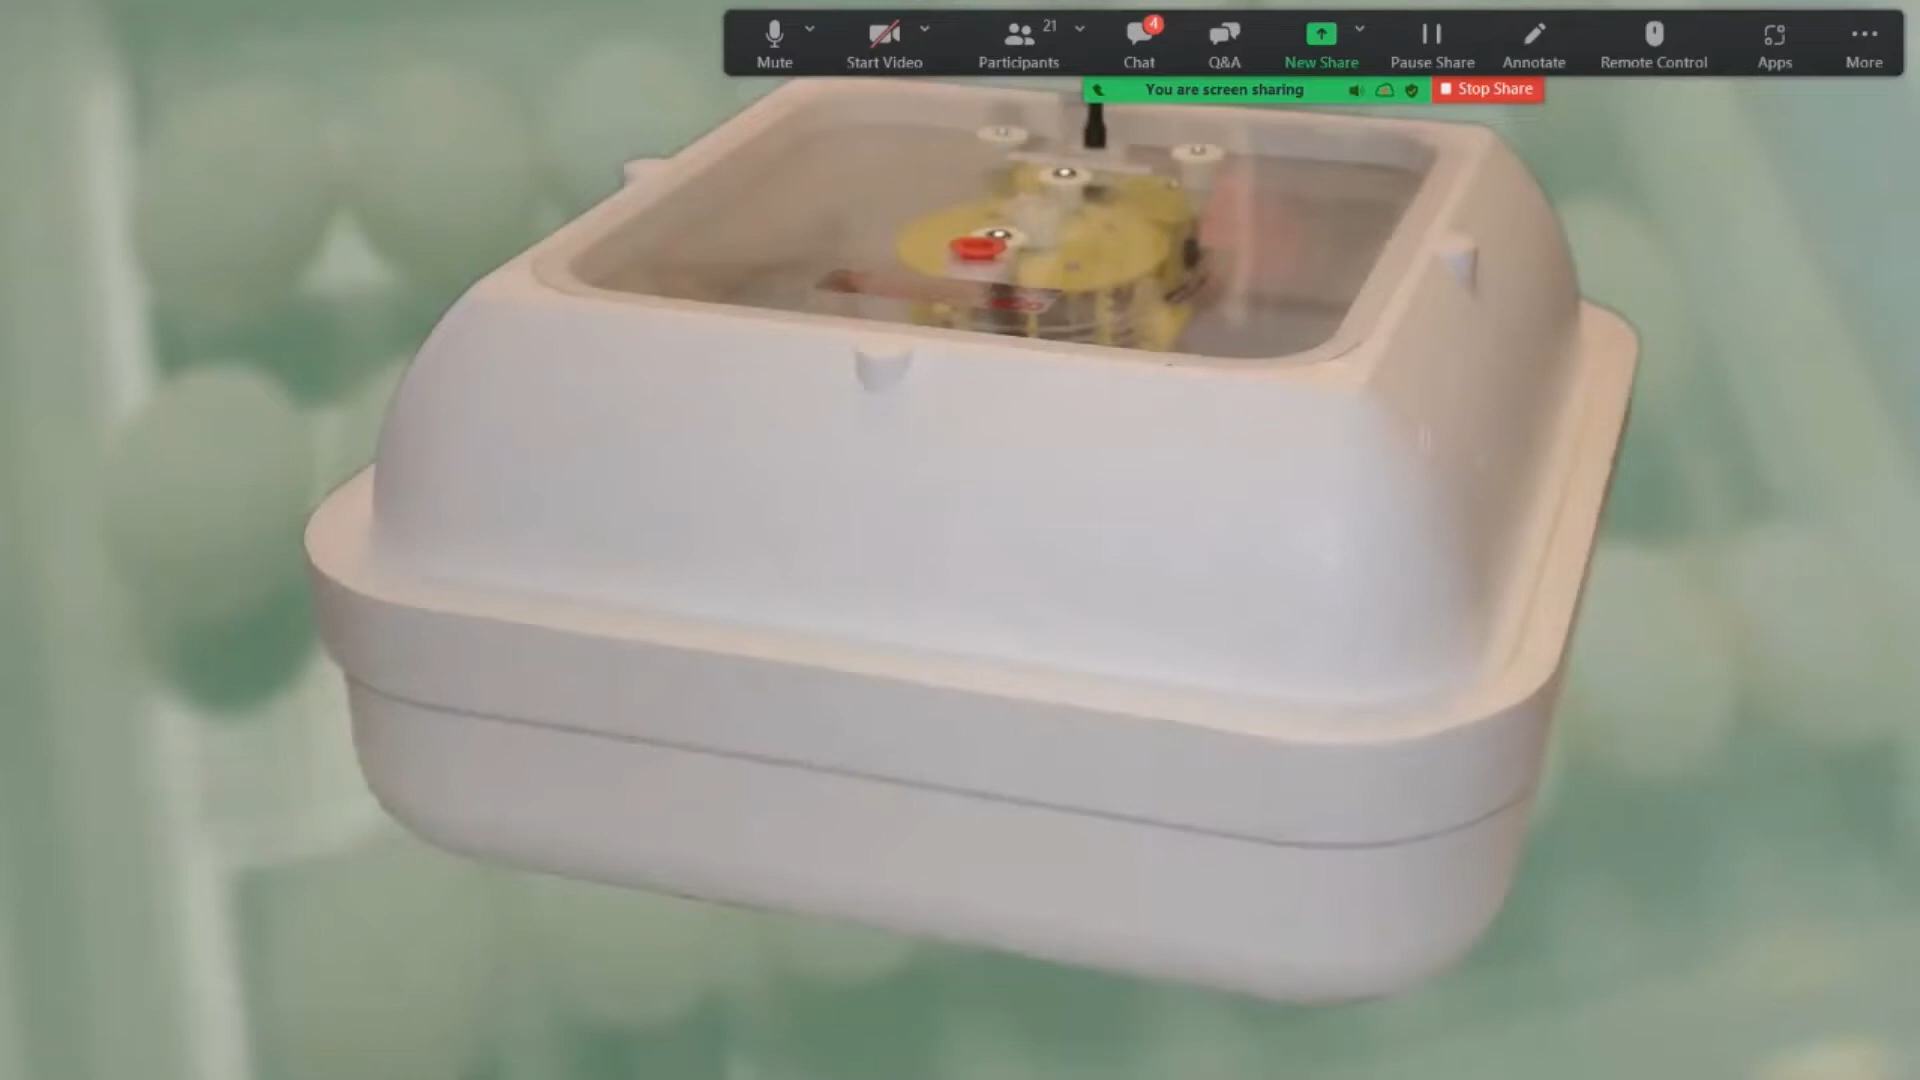 Mute
Start Video
Participants 21
Chat 4
Q&A
New Share
Pause Share
Annotate
Remote Control
Apps
More
You are screen sharing
Stop Share